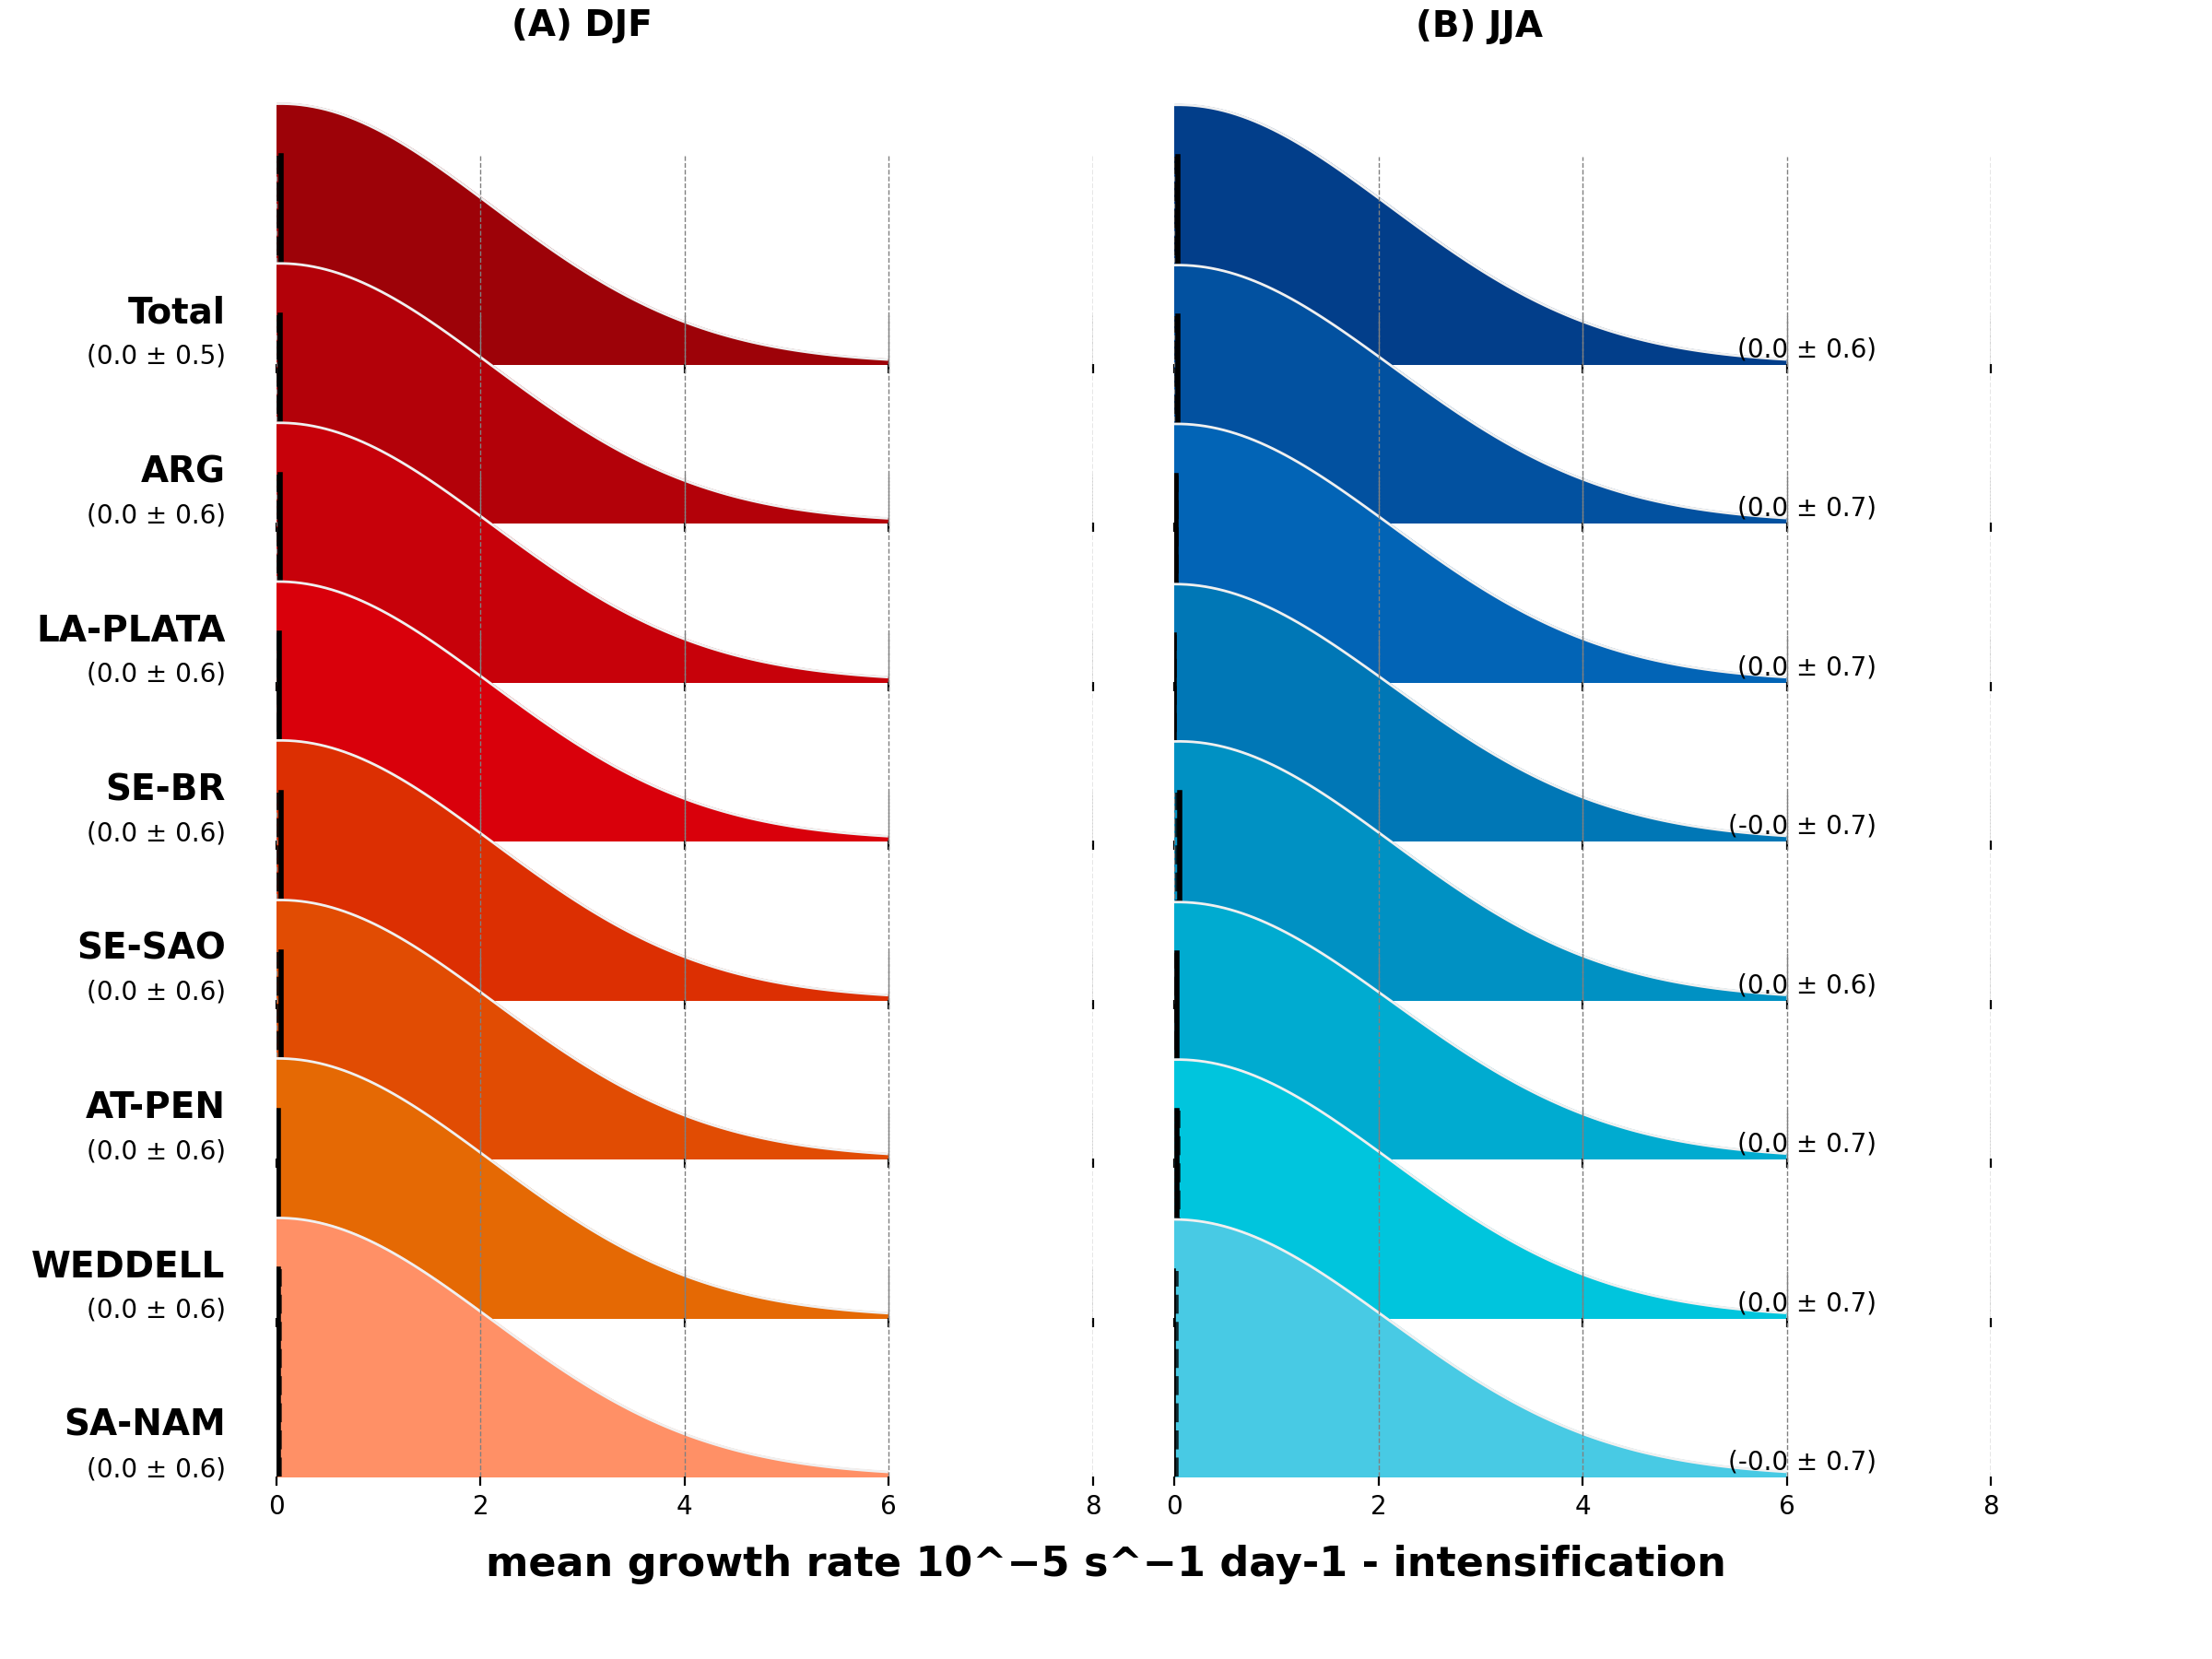 (A) DJF
(B) JJA
Total
(0.0 ± 0.5)
(0.0 ± 0.6)
ARG
(0.0 ± 0.6)
(0.0 ± 0.7)
LA-PLATA
(0.0 ± 0.6)
(0.0 ± 0.7)
SE-BR
(0.0 ± 0.6)
(-0.0 ± 0.7)
SE-SAO
(0.0 ± 0.6)
(0.0 ± 0.6)
AT-PEN
(0.0 ± 0.6)
(0.0 ± 0.7)
WEDDELL
(0.0 ± 0.6)
(0.0 ± 0.7)
SA-NAM
(0.0 ± 0.6)
(-0.0 ± 0.7)
0 2 4 6 8
0 2 4 6 8
mean growth rate 10^−5 s^−1 day-1 - intensification